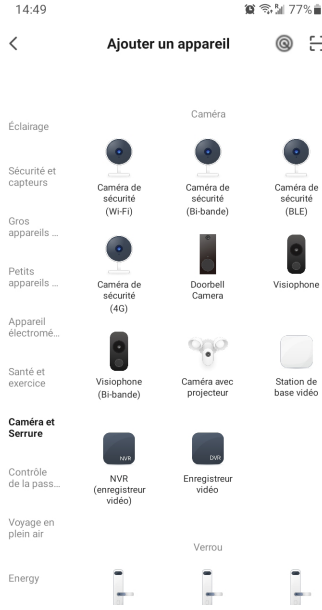 14:49
77%
Ajouter un appareil
Éclairage
Sécurité et
capteurs
Gros
appareils ...
Petits
appareils ...
Appareil
électromé...
Santé et
exercice
Caméra et
Serrure
Contrôle
de la pass...
Voyage en
plein air
Energy
Caméra
Caméra de
sécurité
(Wi-Fi)
Caméra de
sécurité
(Bi-bande)
Caméra de
sécurité
(BLE)
Caméra de
sécurité
(4G)
Doorbell
Camera
Visiophone
Visiophone
(Bi-bande)
Caméra avec
projecteur
Station de
base vidéo
NVR
NVR
(enregistreur
vidéo)
DVR
Enregistreur
vidéo
Verrou